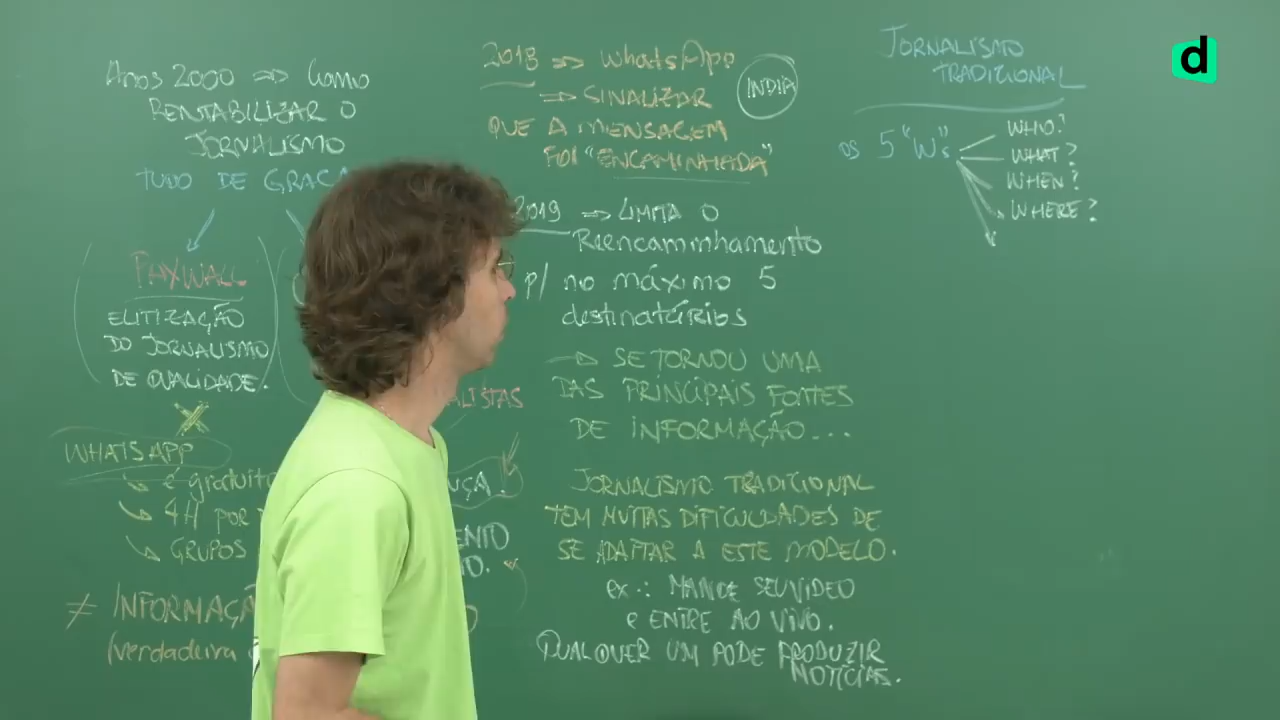 Anos 2000 => Como
RENTABILIZAR O
JORNALISMO
TUDO DE GRAÇA
PAYWALL
ELITIZAÇÃO
DO JORNALISMO
DE QUALIDADE.
WHATSAPP
é gratuito
4H por
GRUPOS
≠ INFORMAÇÃ
(verdadeira
ALISTAS
NÇA.
ENTO
O.
2018 => WhatsApp
=> SINALIZAR
QUE A MENSAGEM
FOI "ENCAMINHADA"
INDIA
2019 => LIMITA O
Reencaminhamento
p/ no máximo 5
destinatários
=> SE TORNOU UMA
DAS PRINCIPAIS FONTES
DE INFORMAÇÃO...
JORNALISMO TRADICIONAL
TEM MUITAS DIFICULDADES DE
SE ADAPTAR A ESTE MODELO.
ex.: MANDE SEU VÍDEO
e ENTRE AO VIVO.
QUALQUER UM PODE PRODUZIR
NOTÍCIAS.
JORNALISMO
TRADICIONAL
OS 5 "W"s
WHO?
WHAT?
WHEN?
WHERE?
d